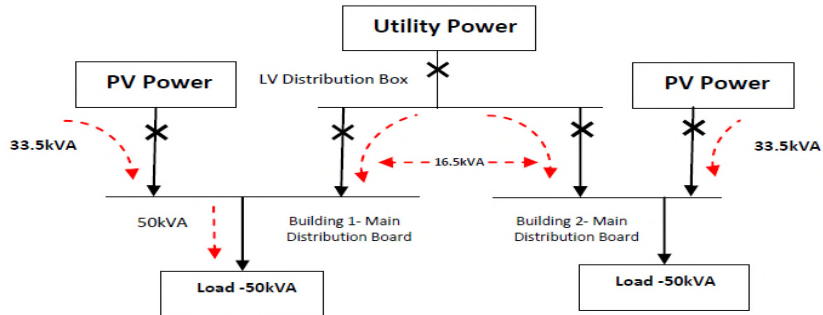 Utility Power
PV Power
LV Distribution Box
PV Power
33.5kVA
16.5kVA
33.5kVA
50kVA
Building 1- Main
Distribution Board
Building 2- Main
Distribution Board
Load -50kVA
Load -50kVA